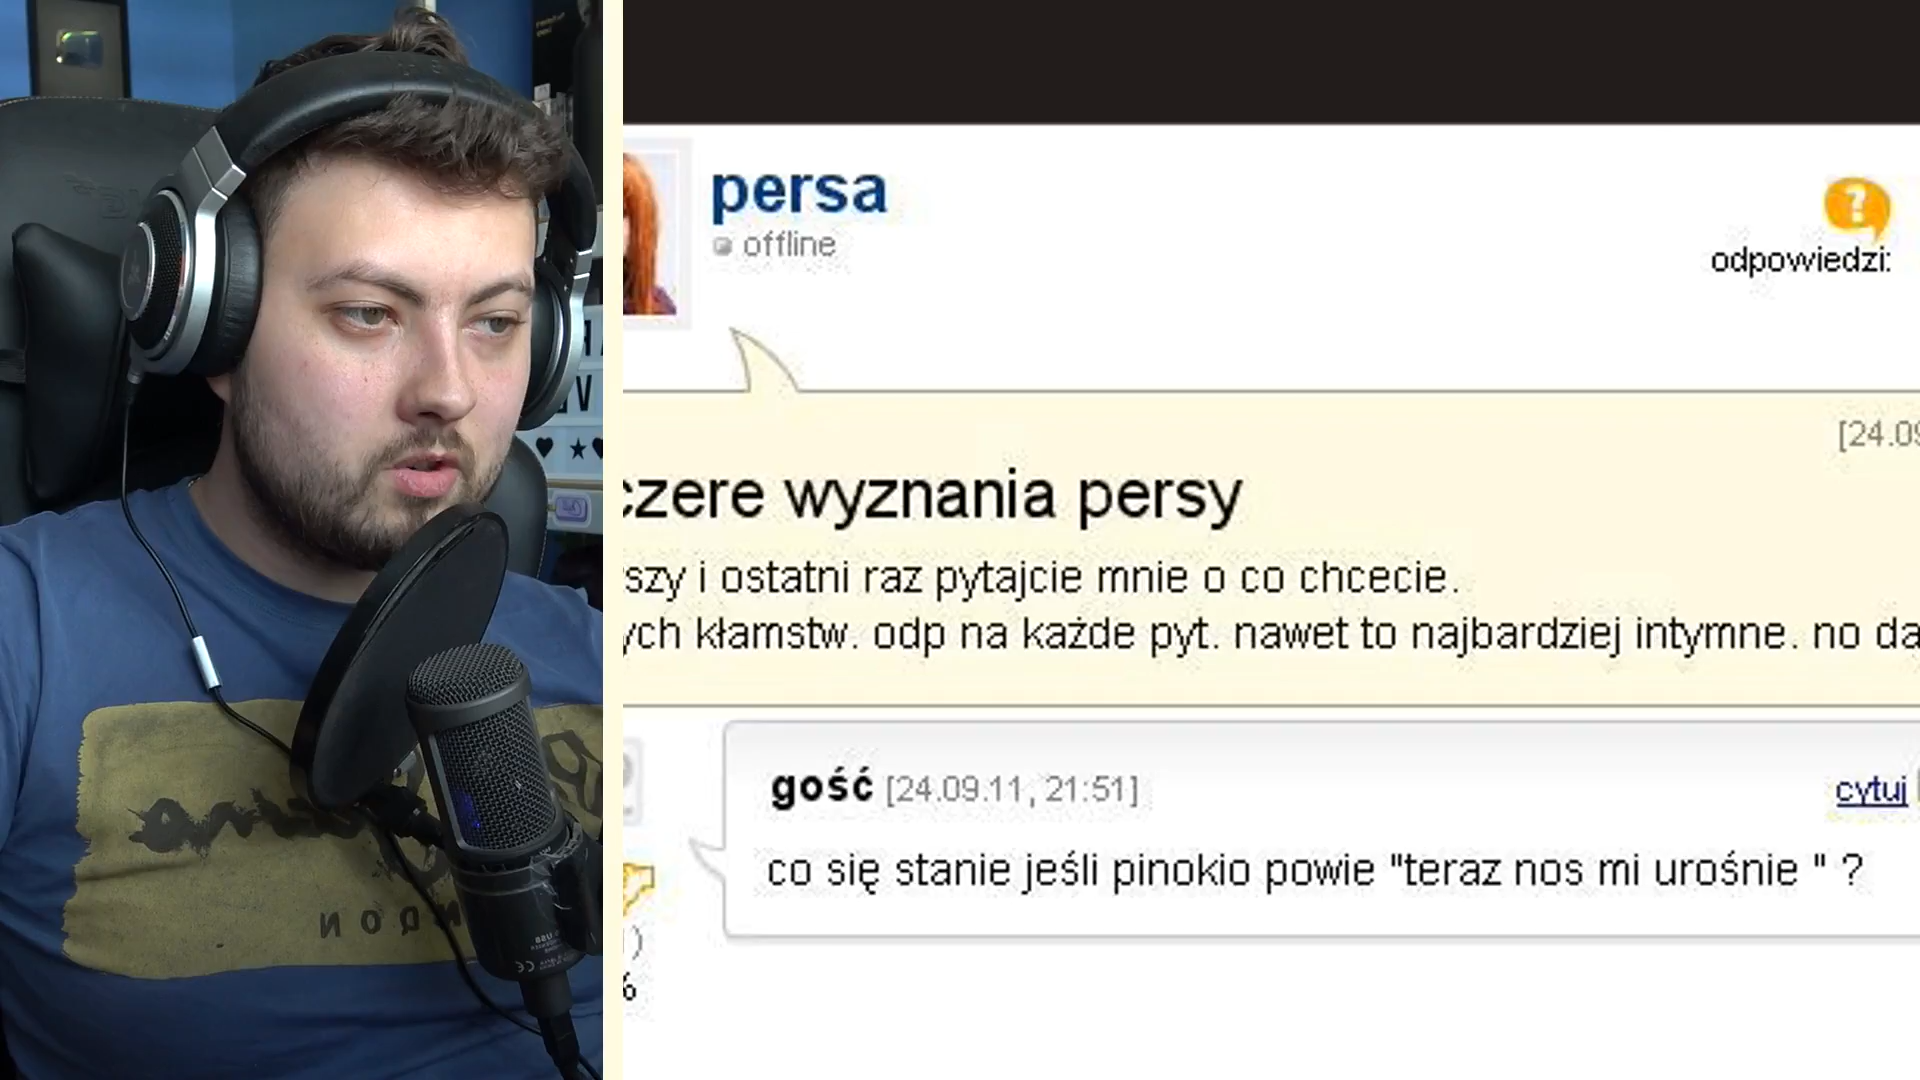 persa
offline
odpowiedzi:
czere wyznania persy
szy i ostatni raz pytajcie mnie o co chcecie.
ych kłamstw. odp na każde pyt. nawet to najbardziej intymne. no da
gość [24.09.11, 21:51]
cytuj
co się stanie jeśli pinokio powie "teraz nos mi urośnie " ?